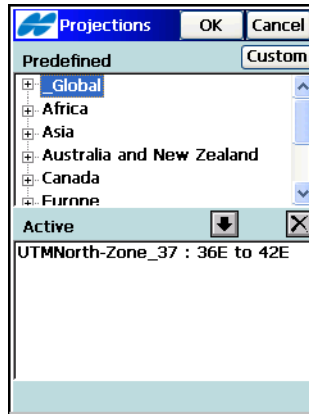 Projections OK Cancel
Predefined Custom
_Global
Africa
Asia
Australia and New Zealand
Canada
Europe
Active
UTMNorth-Zone_37 : 36E to 42E